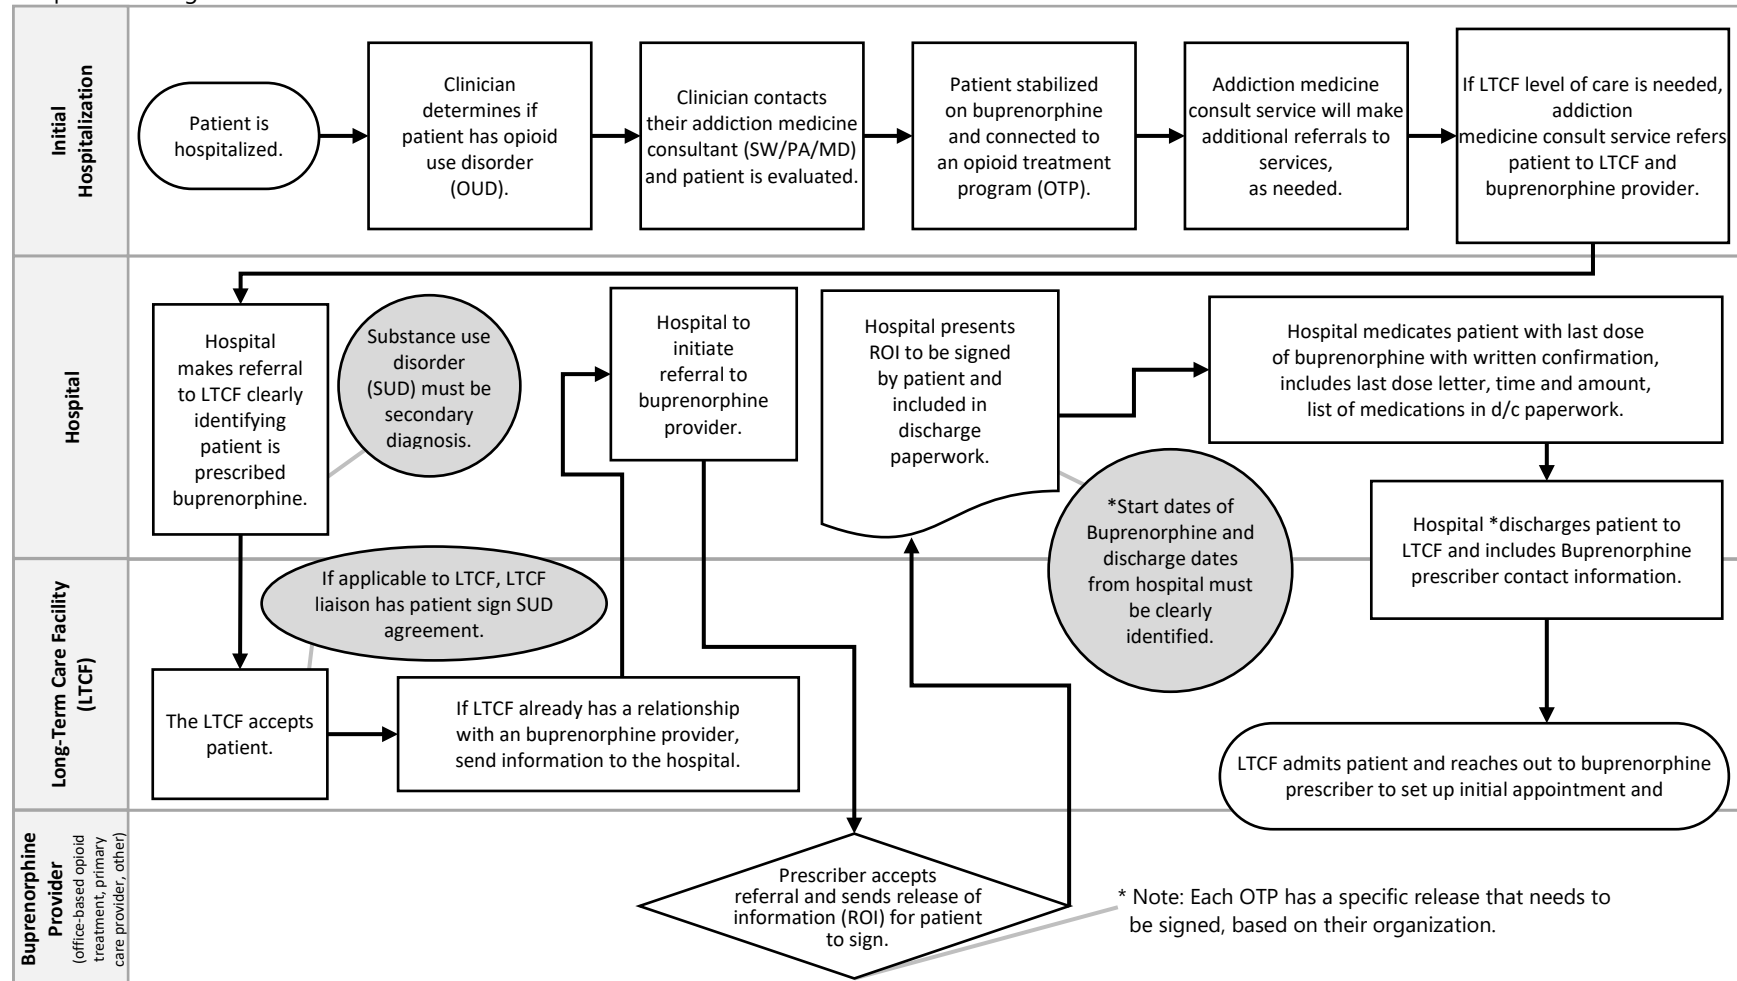 Initial
Hospitalization
Patient is
hospitalized.
Clinician
determines if
patient has opioid
use disorder
(OUD).
Clinician contacts
their addiction medicine
consultant (SW/PA/MD)
and patient is evaluated.
Patient stabilized
on buprenorphine
and connected to
an opioid treatment
program (OTP).
Addiction medicine
consult service will make
additional referrals to
services,
as needed.
If LTCF level of care is needed,
addiction
medicine consult service refers
patient to LTCF and
buprenorphine provider.
Hospital
Hospital
makes referral
to LTCF clearly
identifying
patient is
prescribed
buprenorphine.
Substance use
disorder
(SUD) must be
secondary
diagnosis.
Hospital to
initiate
referral to
buprenorphine
provider.
Hospital presents
ROI to be signed
by patient and
included in
discharge
paperwork.
*Start dates of
Buprenorphine and
discharge dates
from hospital must
be clearly
identified.
Hospital medicates patient with last dose
of buprenorphine with written confirmation,
includes last dose letter, time and amount,
list of medications in d/c paperwork.
Hospital *discharges patient to
LTCF and includes Buprenorphine
prescriber contact information.
Long-Term Care Facility
(LTCF)
If applicable to LTCF, LTCF
liaison has patient sign SUD
agreement.
The LTCF accepts
patient.
If LTCF already has a relationship
with an buprenorphine provider,
send information to the hospital.
LTCF admits patient and reaches out to buprenorphine
prescriber to set up initial appointment and
Buprenorphine
Provider
(office-based opioid
treatment, primary
care provider, other)
Prescriber accepts
referral and sends release of
information (ROI) for patient
to sign.
* Note: Each OTP has a specific release that needs to
be signed, based on their organization.